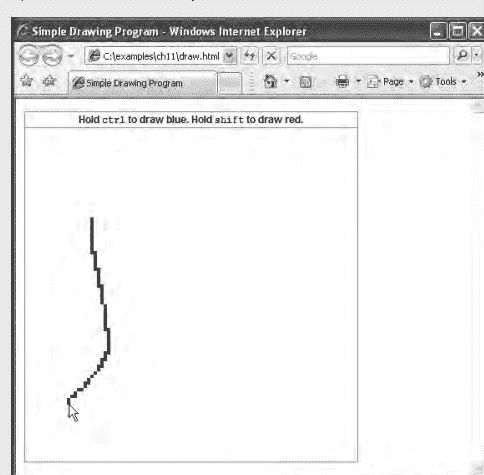 Simple Drawing Program - Windows Internet Explorer
C:\examples\ch11\draw.html
Google
Simple Drawing Program
Page
Tools
»
Hold ctrl to draw blue. Hold shift to draw red.